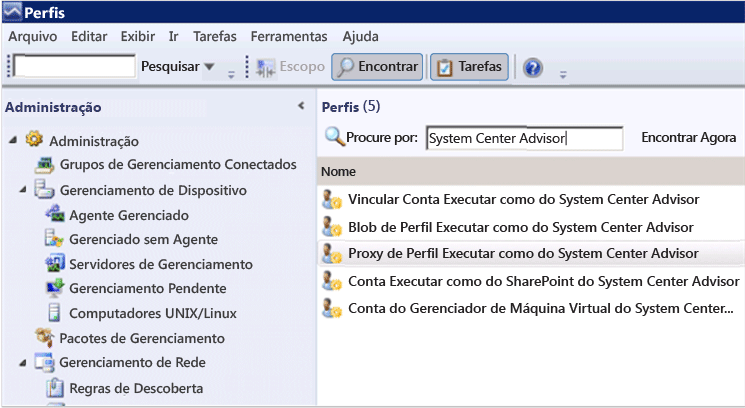 Perfis
Arquivo Editar Exibir Ir Tarefas Ferramentas Ajuda
Pesquisar Escopo Encontrar Tarefas
Administração
Administração
Grupos de Gerenciamento Conectados
Gerenciamento de Dispositivo
Agente Gerenciado
Gerenciado sem Agente
Servidores de Gerenciamento
Gerenciamento Pendente
Computadores UNIX/Linux
Pacotes de Gerenciamento
Gerenciamento de Rede
Regras de Descoberta
Perfis (5)
Procure por: System Center Advisor Encontrar Agora
Nome
Vincular Conta Executar como do System Center Advisor
Blob de Perfil Executar como do System Center Advisor
Proxy de Perfil Executar como do System Center Advisor
Conta Executar como do SharePoint do System Center Advisor
Conta do Gerenciador de Máquina Virtual do System Center...